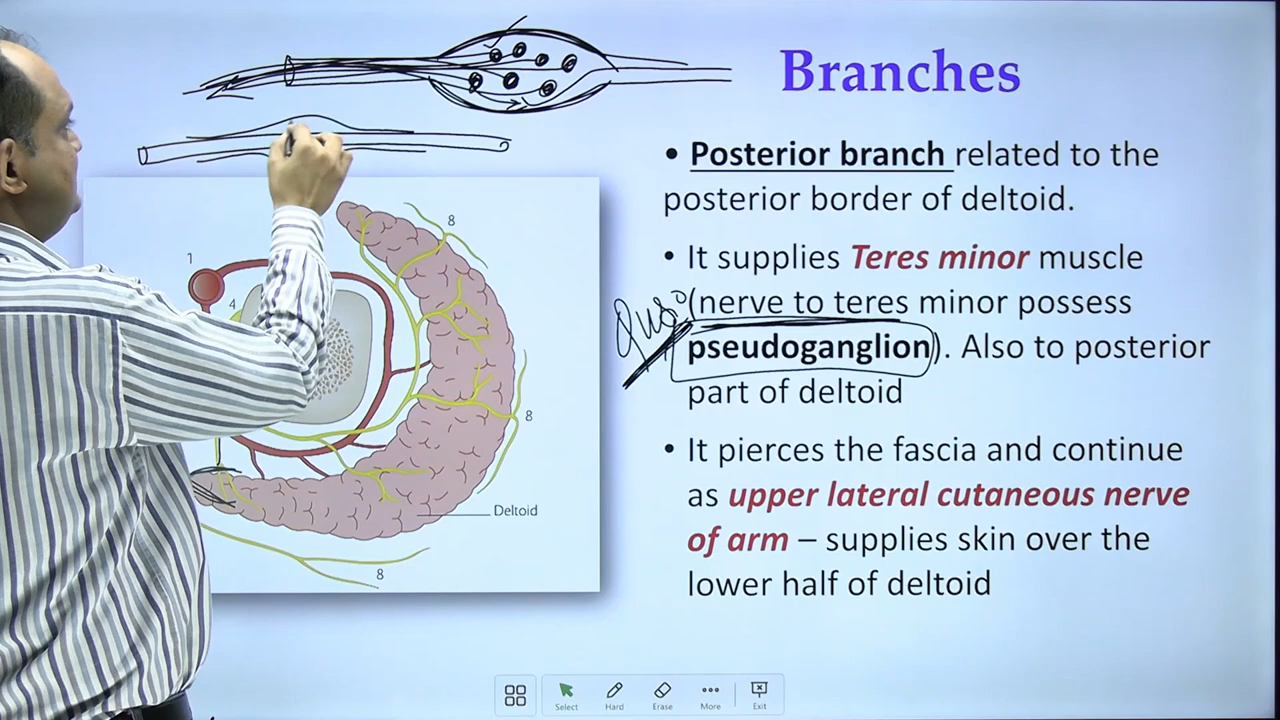 Branches
• Posterior branch related to the
posterior border of deltoid.
• It supplies Teres minor muscle
(nerve to teres minor possess
pseudoganglion). Also to posterior
part of deltoid
• It pierces the fascia and continue
as upper lateral cutaneous nerve
of arm – supplies skin over the
lower half of deltoid
8
1
4
8
Deltoid
8
Select
Hard
Erase
More
Exit